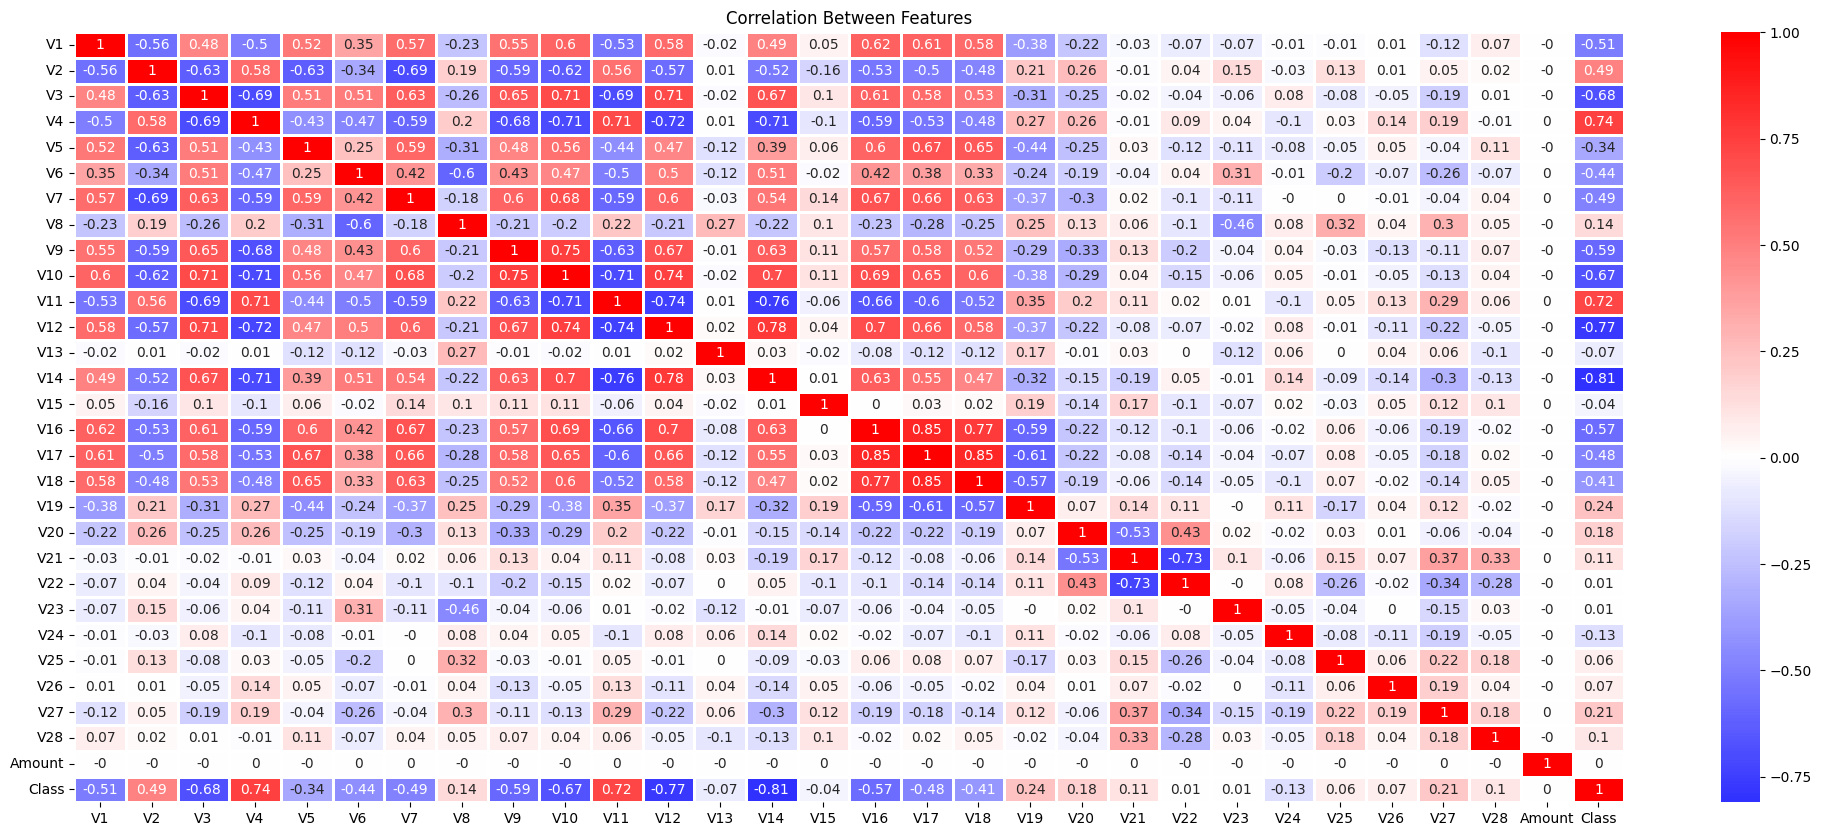 Correlation Between Features
V1 1 -0.56 0.48 -0.5 0.52 0.35 0.57 -0.23 0.55 0.6 -0.53 0.58 -0.02 0.49 0.05 0.62 0.61 0.58 -0.38 -0.22 -0.03 -0.07 -0.07 -0.01 -0.01 0.01 -0.12 0.07 -0 -0.51
V2 -0.56 1 -0.63 0.58 -0.63 -0.34 -0.69 0.19 -0.59 -0.62 0.56 -0.57 0.01 -0.52 -0.16 -0.53 -0.5 -0.48 0.21 0.26 -0.01 0.04 0.15 -0.03 0.13 0.01 0.05 0.02 -0 0.49
V3 0.48 -0.63 1 -0.69 0.51 0.51 0.63 -0.26 0.65 0.71 -0.69 0.71 -0.02 0.67 0.1 0.61 0.58 0.53 -0.31 -0.25 -0.02 -0.04 -0.06 0.08 -0.08 -0.05 -0.19 0.01 -0 -0.68
V4 -0.5 0.58 -0.69 1 -0.43 -0.47 -0.59 0.2 -0.68 -0.71 0.71 -0.72 0.01 -0.71 -0.1 -0.59 -0.53 -0.48 0.27 0.26 -0.01 0.09 0.04 -0.1 0.03 0.14 0.19 -0.01 0 0.74
V5 0.52 -0.63 0.51 -0.43 1 0.25 0.59 -0.31 0.48 0.56 -0.44 0.47 -0.12 0.39 0.06 0.6 0.67 0.65 -0.44 -0.25 0.03 -0.12 -0.11 -0.08 -0.05 0.05 -0.04 0.11 -0 -0.34
V6 0.35 -0.34 0.51 -0.47 0.25 1 0.42 -0.6 0.43 0.47 -0.5 0.5 -0.12 0.51 -0.02 0.42 0.38 0.33 -0.24 -0.19 -0.04 0.04 0.31 -0.01 -0.2 -0.07 -0.26 -0.07 0 -0.44
V7 0.57 -0.69 0.63 -0.59 0.59 0.42 1 -0.18 0.6 0.68 -0.59 0.6 -0.03 0.54 0.14 0.67 0.66 0.63 -0.37 -0.3 0.02 -0.1 -0.11 -0 0 -0.01 -0.04 0.04 0 -0.49
V8 -0.23 0.19 -0.26 0.2 -0.31 -0.6 -0.18 1 -0.21 -0.2 0.22 -0.21 0.27 -0.22 0.1 -0.23 -0.28 -0.25 0.25 0.13 0.06 -0.1 -0.46 0.08 0.32 0.04 0.3 0.05 -0 0.14
V9 0.55 -0.59 0.65 -0.68 0.48 0.43 0.6 -0.21 1 0.75 -0.63 0.67 -0.01 0.63 0.11 0.57 0.58 0.52 -0.29 -0.33 0.13 -0.2 -0.04 0.04 -0.03 -0.13 -0.11 0.07 -0 -0.59
V10 0.6 -0.62 0.71 -0.71 0.56 0.47 0.68 -0.2 0.75 1 -0.71 0.74 -0.02 0.7 0.11 0.69 0.65 0.6 -0.38 -0.29 0.04 -0.15 -0.06 0.05 -0.01 -0.05 -0.13 0.04 -0 -0.67
V11 -0.53 0.56 -0.69 0.71 -0.44 -0.5 -0.59 0.22 -0.63 -0.71 1 -0.74 0.01 -0.76 -0.06 -0.66 -0.6 -0.52 0.35 0.2 0.11 0.02 0.01 -0.1 0.05 0.13 0.29 0.06 0 0.72
V12 0.58 -0.57 0.71 -0.72 0.47 0.5 0.6 -0.21 0.67 0.74 -0.74 1 0.02 0.78 0.04 0.7 0.66 0.58 -0.37 -0.22 -0.08 -0.07 -0.02 0.08 -0.01 -0.11 -0.22 -0.05 -0 -0.77
V13 -0.02 0.01 -0.02 0.01 -0.12 -0.12 -0.03 0.27 -0.01 -0.02 0.01 0.02 1 0.03 -0.02 -0.08 -0.12 -0.12 0.17 -0.01 0.03 0 -0.12 0.06 0 0.04 0.06 -0.1 -0 -0.07
V14 0.49 -0.52 0.67 -0.71 0.39 0.51 0.54 -0.22 0.63 0.7 -0.76 0.78 0.03 1 0.01 0.63 0.55 0.47 -0.32 -0.15 -0.19 0.05 -0.01 0.14 -0.09 -0.14 -0.3 -0.13 -0 -0.81
V15 0.05 -0.16 0.1 -0.1 0.06 -0.02 0.14 0.1 0.11 0.11 -0.06 0.04 -0.02 0.01 1 0 0.03 0.02 0.19 -0.14 0.17 -0.1 -0.07 0.02 -0.03 0.05 0.12 0.1 0 -0.04
V16 0.62 -0.53 0.61 -0.59 0.6 0.42 0.67 -0.23 0.57 0.69 -0.66 0.7 -0.08 0.63 0 1 0.85 0.77 -0.59 -0.22 -0.12 -0.1 -0.06 -0.02 0.06 -0.06 -0.19 -0.02 -0 -0.57
V17 0.61 -0.5 0.58 -0.53 0.67 0.38 0.66 -0.28 0.58 0.65 -0.6 0.66 -0.12 0.55 0.03 0.85 1 0.85 -0.61 -0.22 -0.08 -0.14 -0.04 -0.07 0.08 -0.05 -0.18 0.02 -0 -0.48
V18 0.58 -0.48 0.53 -0.48 0.65 0.33 0.63 -0.25 0.52 0.6 -0.52 0.58 -0.12 0.47 0.02 0.77 0.85 1 -0.57 -0.19 -0.06 -0.14 -0.05 -0.1 0.07 -0.02 -0.14 0.05 -0 -0.41
V19 -0.38 0.21 -0.31 0.27 -0.44 -0.24 -0.37 0.25 -0.29 -0.38 0.35 -0.37 0.17 -0.32 0.19 -0.59 -0.61 -0.57 1 0.07 0.14 0.11 -0 0.11 -0.17 0.04 0.12 -0.02 -0 0.24
V20 -0.22 0.26 -0.25 0.26 -0.25 -0.19 -0.3 0.13 -0.33 -0.29 0.2 -0.22 -0.01 -0.15 -0.14 -0.22 -0.22 -0.19 0.07 1 -0.53 0.43 0.02 -0.02 0.03 0.01 -0.06 -0.04 -0 0.18
V21 -0.03 -0.01 -0.02 -0.01 0.03 -0.04 0.02 0.06 0.13 0.04 0.11 -0.08 0.03 -0.19 0.17 -0.12 -0.08 -0.06 0.14 -0.53 1 -0.73 0.1 -0.06 0.15 0.07 0.37 0.33 0 0.11
V22 -0.07 0.04 -0.04 0.09 -0.12 0.04 -0.1 -0.1 -0.2 -0.15 0.02 -0.07 0 0.05 -0.1 -0.1 -0.14 -0.14 0.11 0.43 -0.73 1 -0 0.08 -0.26 -0.02 -0.34 -0.28 -0 0.01
V23 -0.07 0.15 -0.06 0.04 -0.11 0.31 -0.11 -0.46 -0.04 -0.06 0.01 -0.02 -0.12 -0.01 -0.07 -0.06 -0.04 -0.05 -0 0.02 0.1 -0 1 -0.05 -0.04 0 -0.15 0.03 -0 0.01
V24 -0.01 -0.03 0.08 -0.1 -0.08 -0.01 -0 0.08 0.04 0.05 -0.1 0.08 0.06 0.14 0.02 -0.02 -0.07 -0.1 0.11 -0.02 -0.06 0.08 -0.05 1 -0.08 -0.11 -0.19 -0.05 -0 -0.13
V25 -0.01 0.13 -0.08 0.03 -0.05 -0.2 0 0.32 -0.03 -0.01 0.05 -0.01 0 -0.09 -0.03 0.06 0.08 0.07 -0.17 0.03 0.15 -0.26 -0.04 -0.08 1 0.06 0.22 0.18 -0 0.06
V26 0.01 0.01 -0.05 0.14 0.05 -0.07 -0.01 0.04 -0.13 -0.05 0.13 -0.11 0.04 -0.14 0.05 -0.06 -0.05 -0.02 0.04 0.01 0.07 -0.02 0 -0.11 0.06 1 0.19 0.04 -0 0.07
V27 -0.12 0.05 -0.19 0.19 -0.04 -0.26 -0.04 0.3 -0.11 -0.13 0.29 -0.22 0.06 -0.3 0.12 -0.19 -0.18 -0.14 0.12 -0.06 0.37 -0.34 -0.15 -0.19 0.22 0.19 1 0.18 0 0.21
V28 0.07 0.02 0.01 -0.01 0.11 -0.07 0.04 0.05 0.07 0.04 0.06 -0.05 -0.1 -0.13 0.1 -0.02 0.02 0.05 -0.02 -0.04 0.33 -0.28 0.03 -0.05 0.18 0.04 0.18 1 -0 0.1
Amount -0 -0 -0 0 -0 0 0 -0 -0 -0 0 -0 -0 -0 0 -0 -0 -0 -0 -0 0 -0 -0 -0 -0 -0 0 -0 1 0
Class -0.51 0.49 -0.68 0.74 -0.34 -0.44 -0.49 0.14 -0.59 -0.67 0.72 -0.77 -0.07 -0.81 -0.04 -0.57 -0.48 -0.41 0.24 0.18 0.11 0.01 0.01 -0.13 0.06 0.07 0.21 0.1 0 1
V1 V2 V3 V4 V5 V6 V7 V8 V9 V10 V11 V12 V13 V14 V15 V16 V17 V18 V19 V20 V21 V22 V23 V24 V25 V26 V27 V28 Amount Class
1.00
0.75
0.50
0.25
0.00
−0.25
−0.50
−0.75